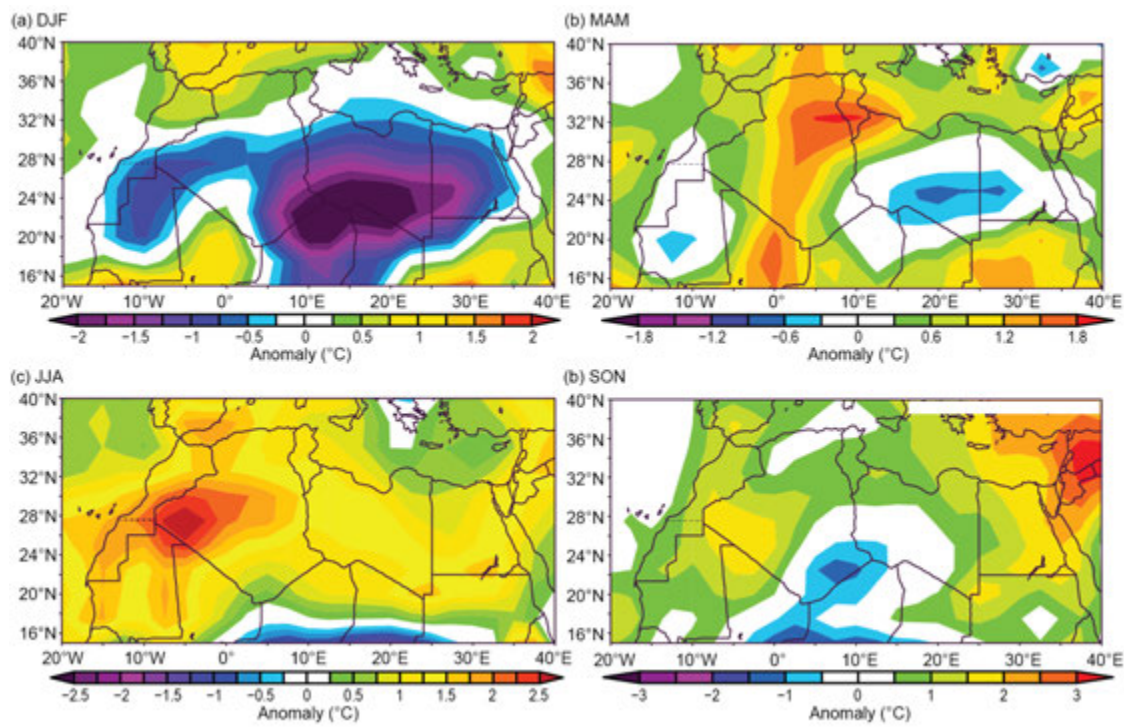 (a) DJF
40°N
36°N
32°N
28°N
24°N
20°N
16°N
20°W 10°W 0° 10°E 20°E 30°E 40°E
−2 −1.5 −1 −0.5 0 0.5 1 1.5 2
Anomaly (°C)
(b) MAM
40°N
36°N
32°N
28°N
24°N
20°N
16°N
20°W 10°W 0° 10°E 20°E 30°E 40°E
−1.8 −1.2 −0.6 0 0.6 1.2 1.8
Anomaly (°C)
(c) JJA
40°N
36°N
32°N
28°N
24°N
20°N
16°N
20°W 10°W 0° 10°E 20°E 30°E 40°E
−2.5 −2 −1.5 −1 −0.5 0 0.5 1 1.5 2 2.5
Anomaly (°C)
(b) SON
40°N
36°N
32°N
28°N
24°N
20°N
16°N
20°W 10°W 0° 10°E 20°E 30°E 40°E
−3 −2 −1 0 1 2 3
Anomaly (°C)